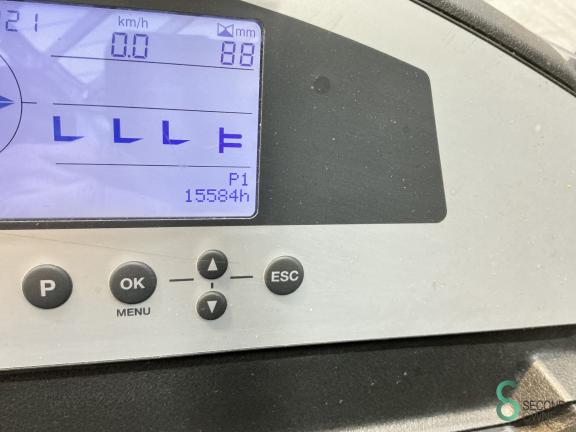 21
km/h
mm
0.0
88
P1
15584h
P
OK
ESC
MENU
SECOND